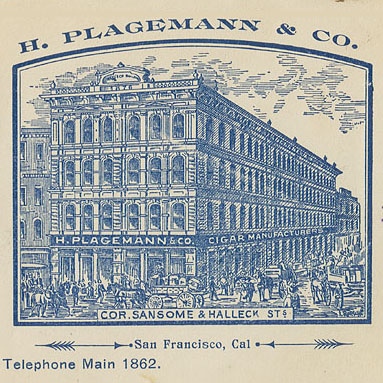 H. PLAGEMANN & CO.
H. PLAGEMANN & CO. CIGAR MANUFACTURERS
COR. SANSOME & HALLECK STS
San Francisco, Cal
Telephone Main 1862.